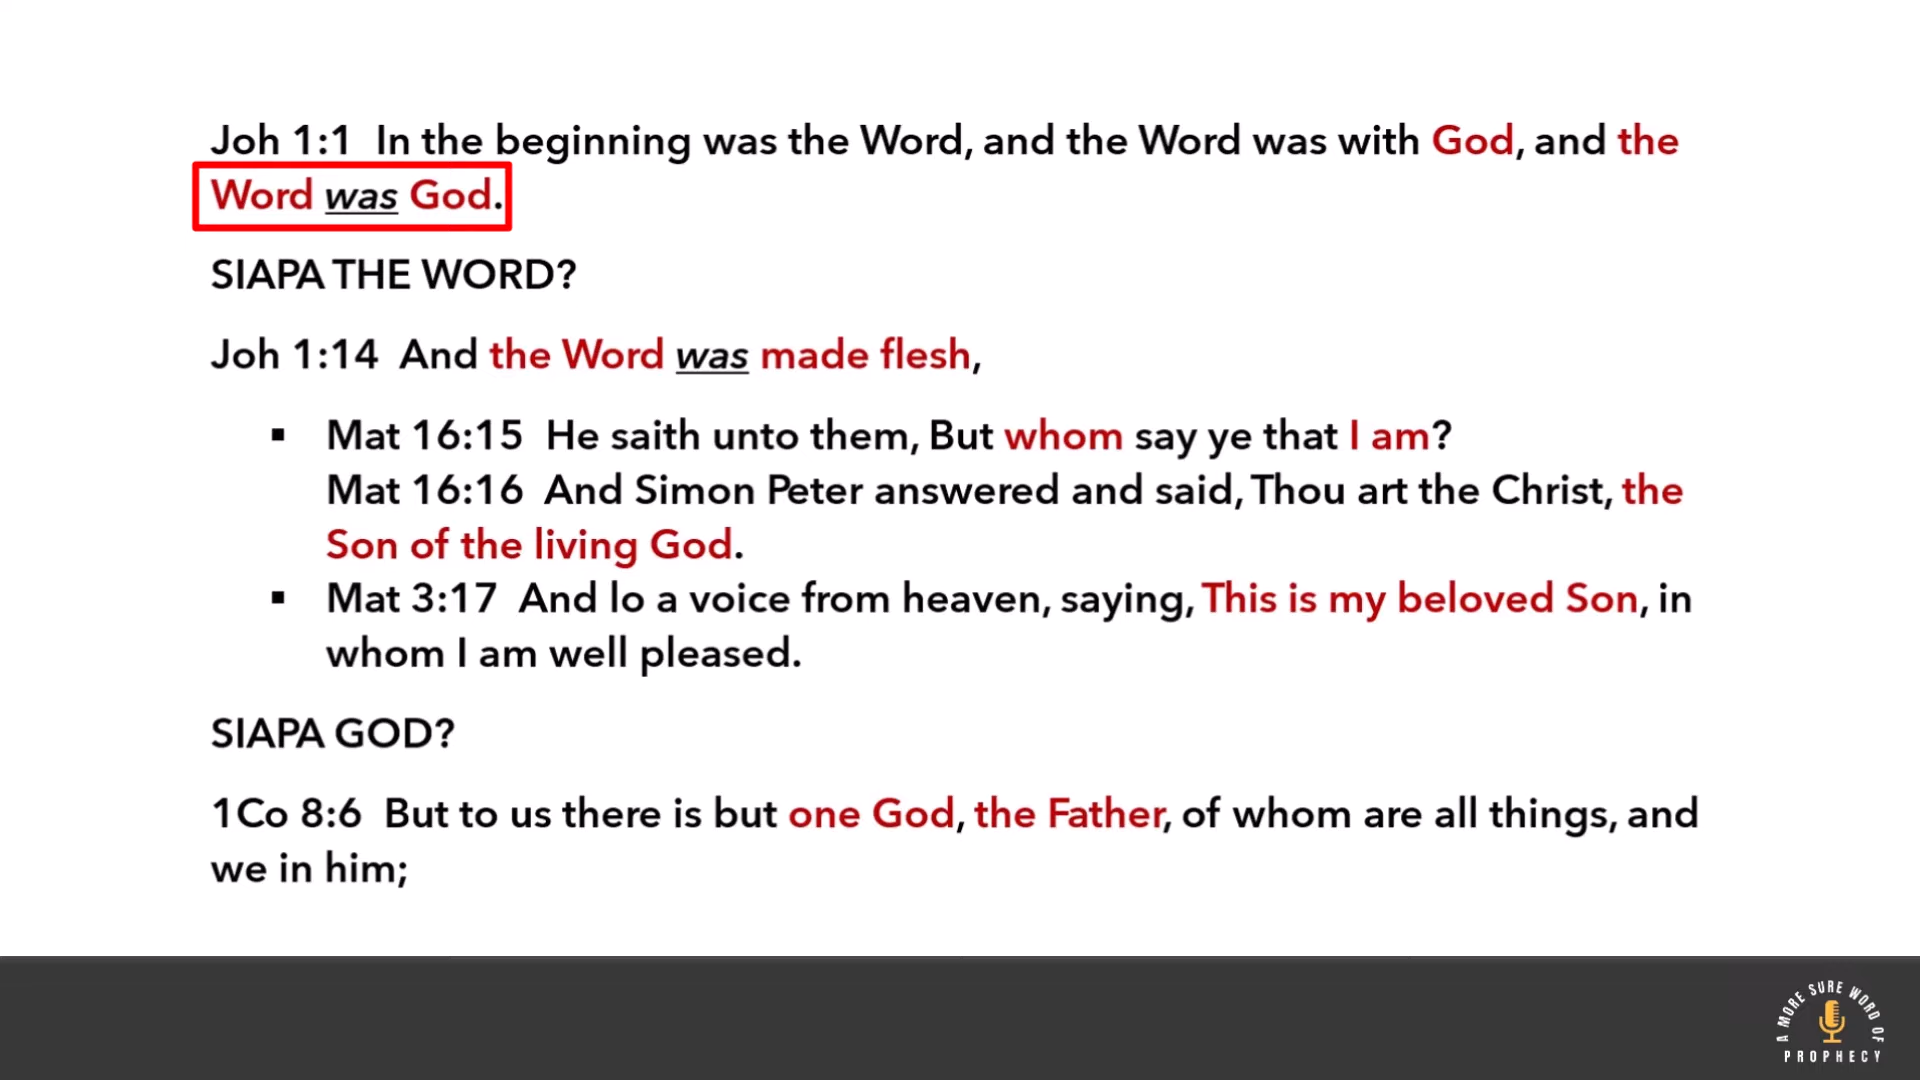 Joh 1:1 In the beginning was the Word, and the Word was with God, and the
Word was God.
SIAPA THE WORD?
Joh 1:14 And the Word was made flesh,
▪ Mat 16:15 He saith unto them, But whom say ye that I am?
Mat 16:16 And Simon Peter answered and said, Thou art the Christ, the
Son of the living God.
▪ Mat 3:17 And lo a voice from heaven, saying, This is my beloved Son, in
whom I am well pleased.
SIAPA GOD?
1Co 8:6 But to us there is but one God, the Father, of whom are all things, and
we in him;
A MORE SURE WORD OF
PROPHECY